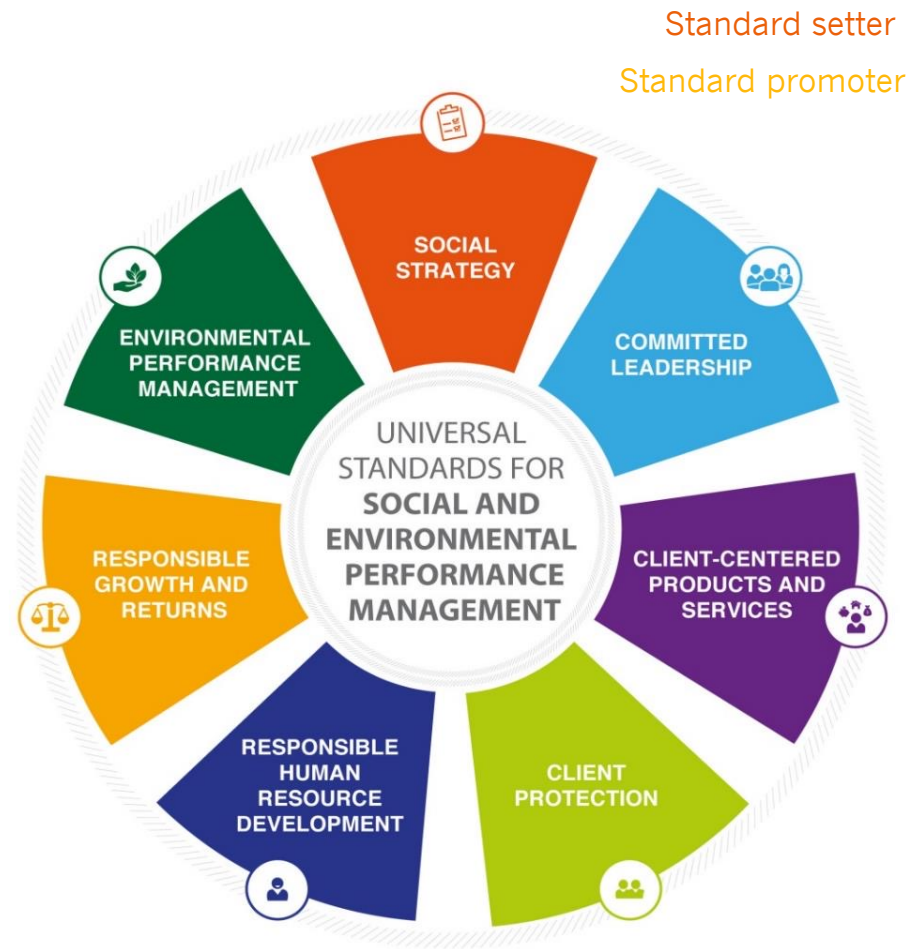 Standard setter
Standard promoter
SOCIAL
STRATEGY
COMMITTED
LEADERSHIP
CLIENT-CENTERED
PRODUCTS AND
SERVICES
CLIENT
PROTECTION
RESPONSIBLE
HUMAN
RESOURCE
DEVELOPMENT
RESPONSIBLE
GROWTH AND
RETURNS
ENVIRONMENTAL
PERFORMANCE
MANAGEMENT
UNIVERSAL
STANDARDS FOR
SOCIAL AND
ENVIRONMENTAL
PERFORMANCE
MANAGEMENT